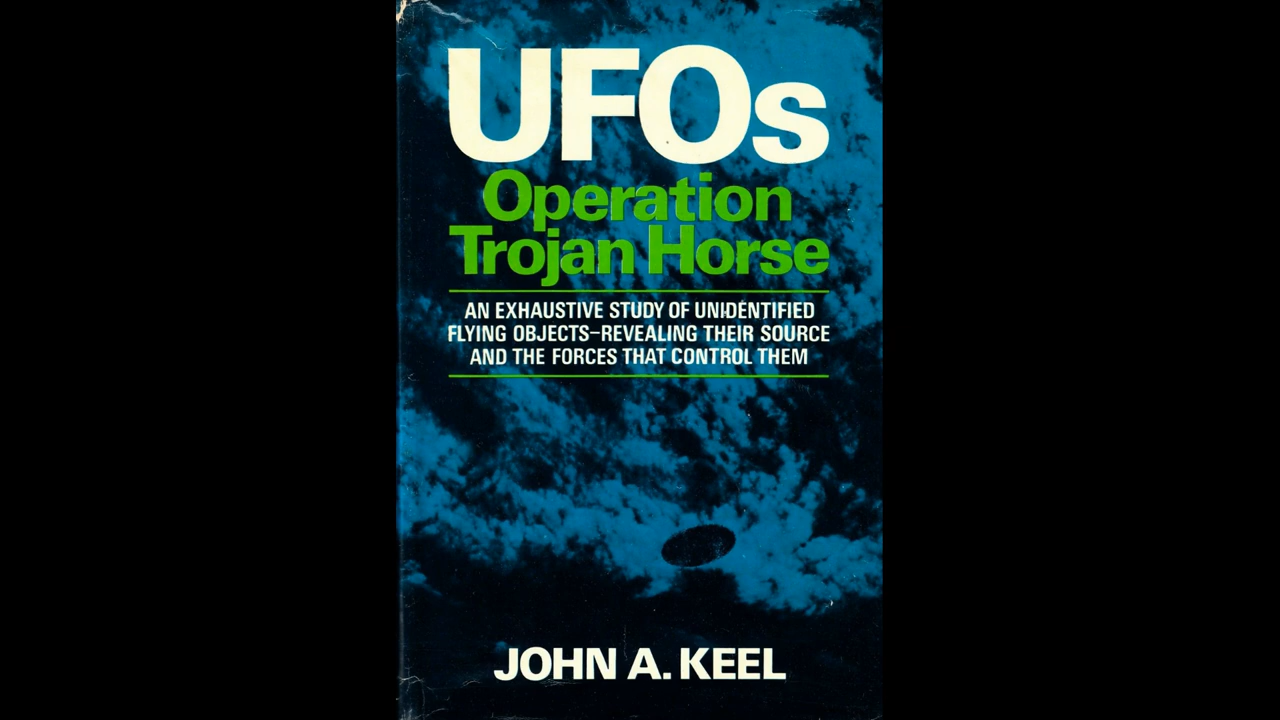 UFOs
Operation
Trojan Horse
AN EXHAUSTIVE STUDY OF UNIDENTIFIED
FLYING OBJECTS–REVEALING THEIR SOURCE
AND THE FORCES THAT CONTROL THEM
JOHN A. KEEL